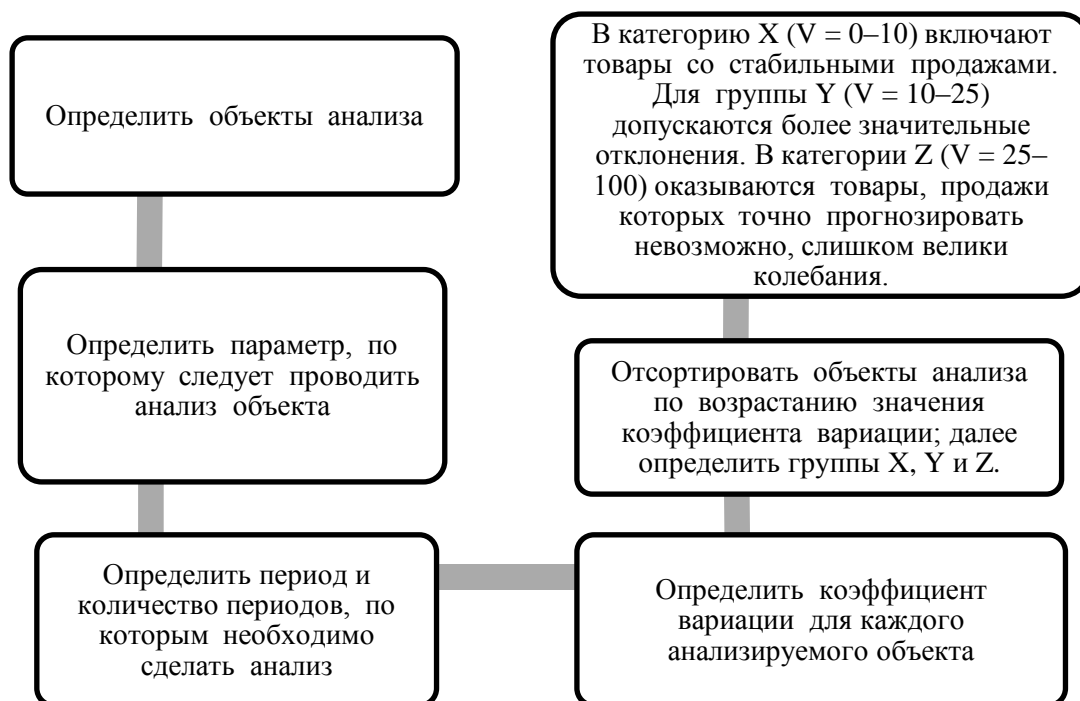 Определить объекты анализа
Определить параметр, по
которому следует проводить
анализ объекта
Определить период и
количество периодов, по
которым необходимо
сделать анализ
Определить коэффициент
вариации для каждого
анализируемого объекта
Отсортировать объекты анализа
по возрастанию значения
коэффициента вариации; далее
определить группы X, Y и Z.
В категорию X (V = 0–10) включают
товары со стабильными продажами.
Для группы Y (V = 10–25)
допускаются более значительные
отклонения. В категории Z (V = 25–
100) оказываются товары, продажи
которых точно прогнозировать
невозможно, слишком велики
колебания.